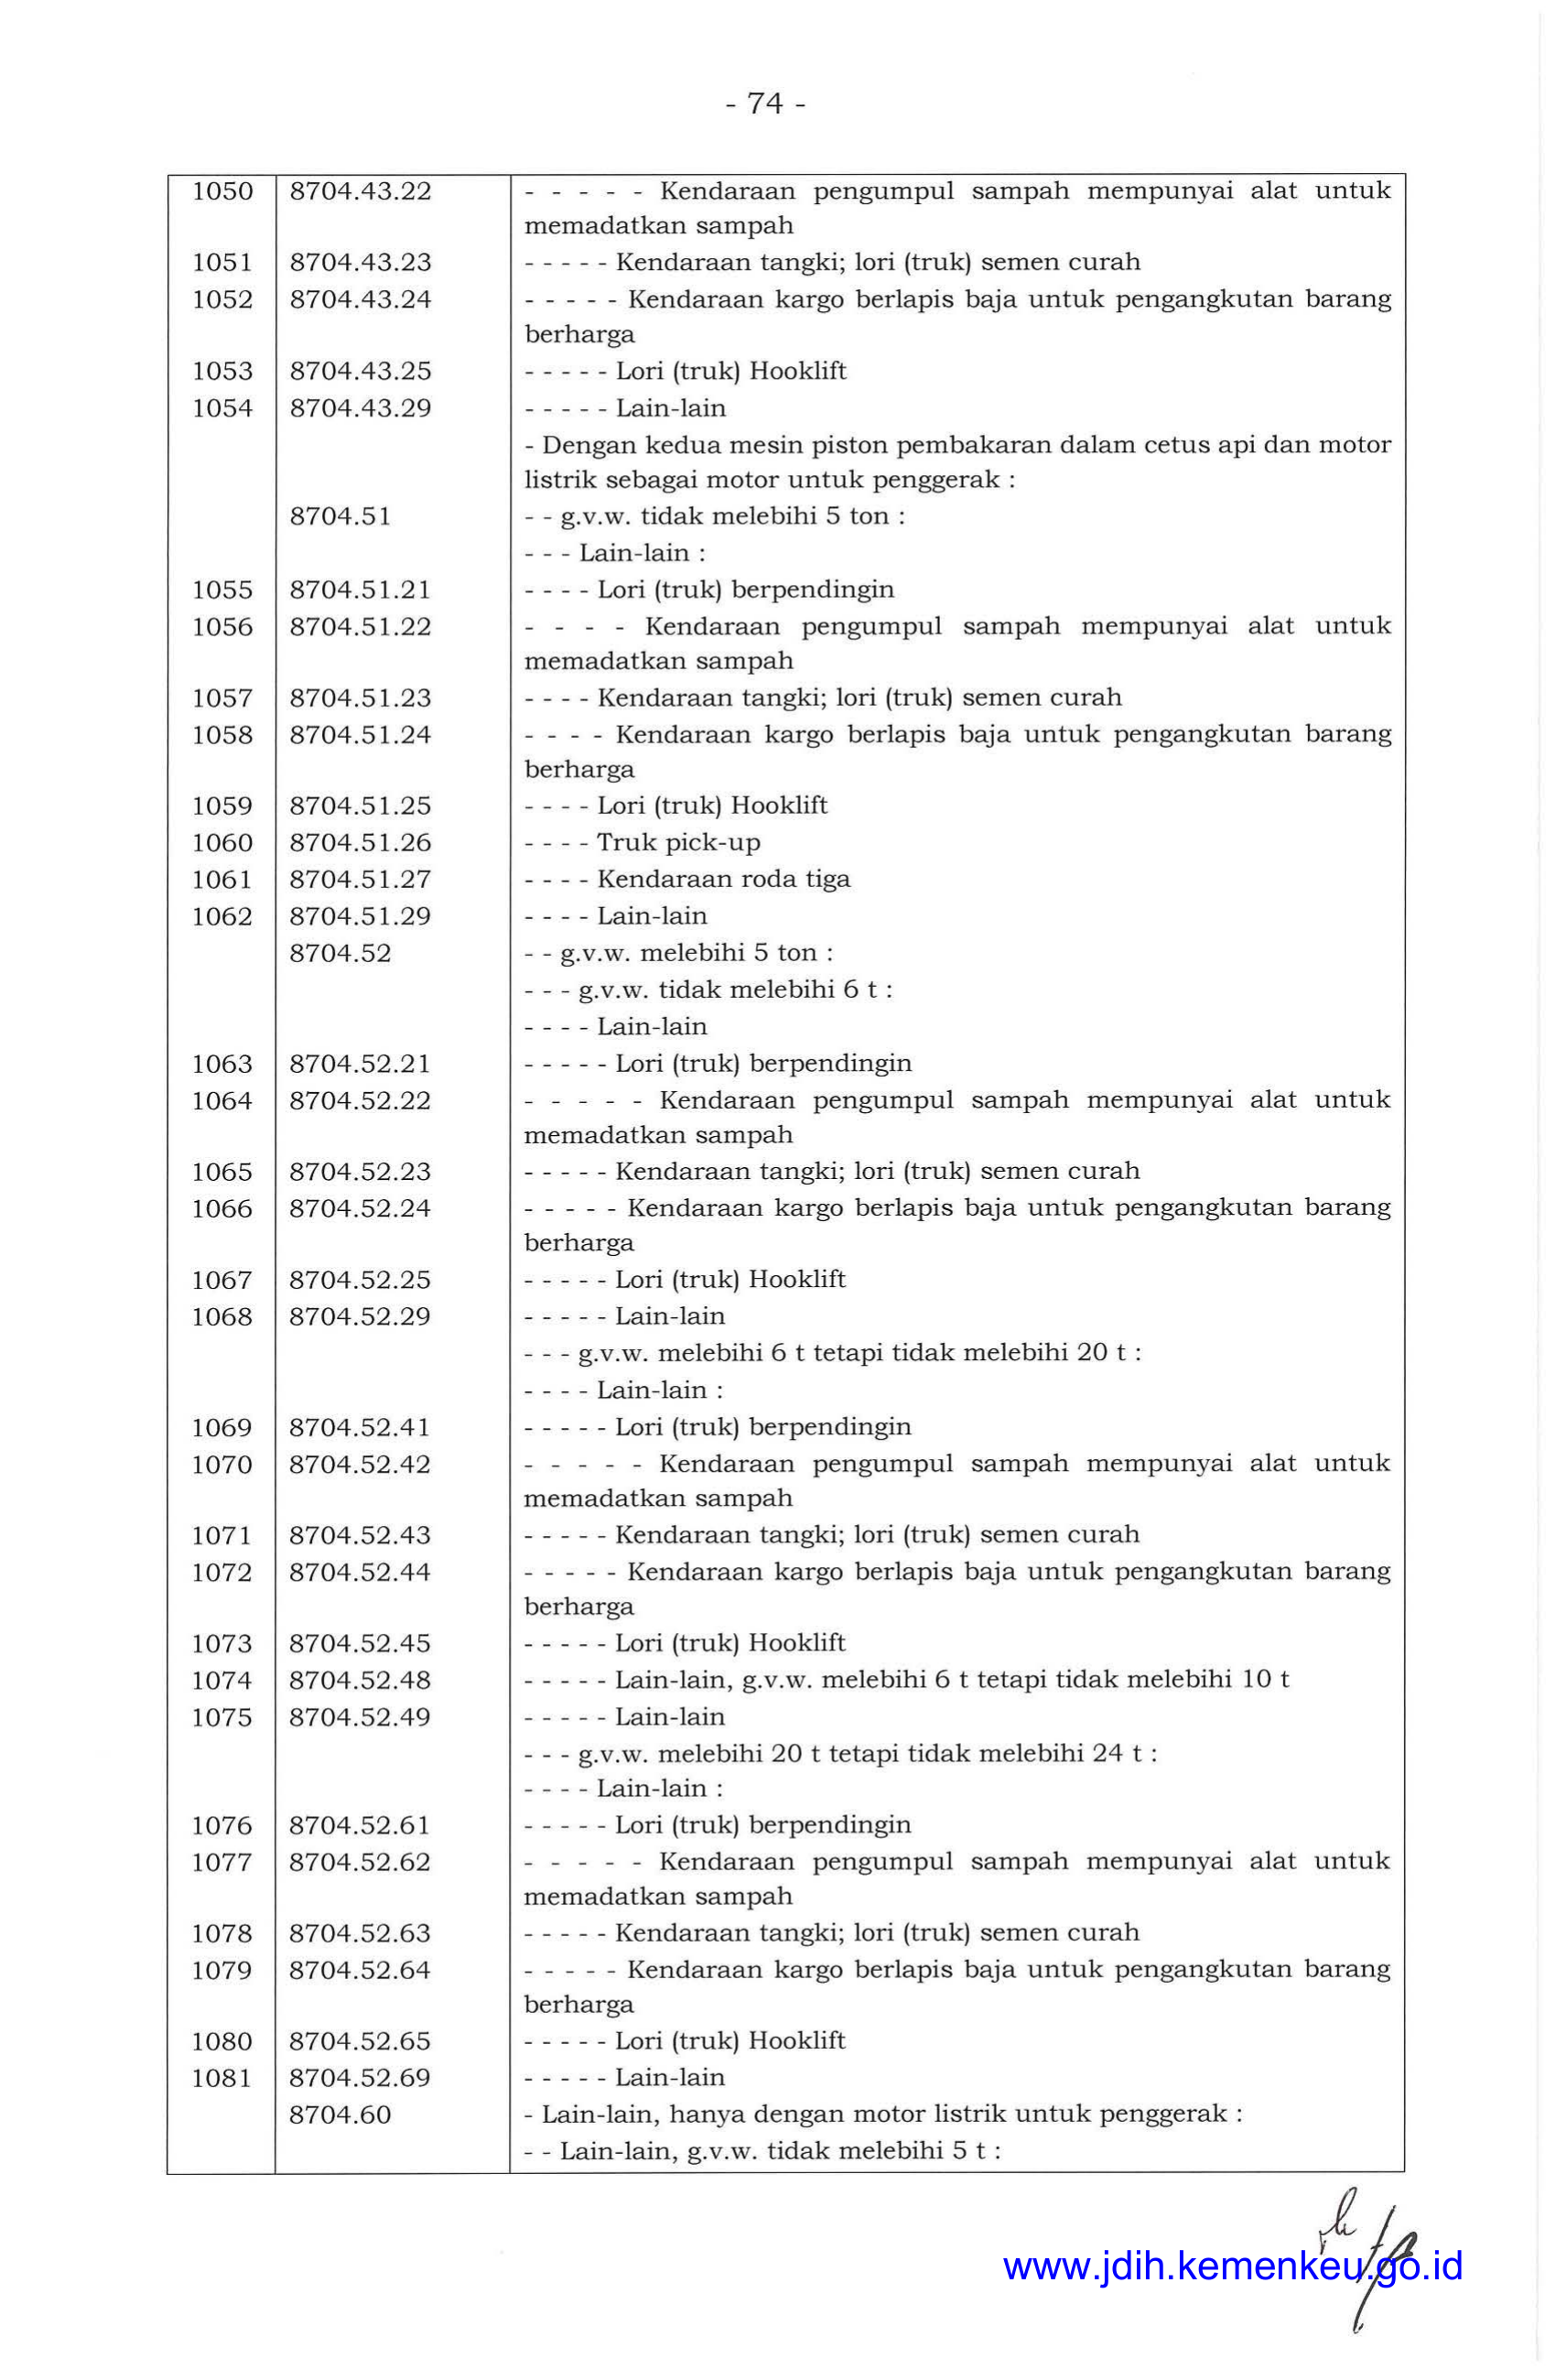 - 74 -
1050 8704.43.22 - - - - - Kendaraan pengumpul sampah mempunyai alat untuk
memadatkan sampah
1051 8704.43.23 - - - - - Kendaraan tangki; lori (truk) semen curah
1052 8704.43.24 - - - - - Kendaraan kargo berlapis baja untuk pengangkutan barang
berharga
1053 8704.43.25 - - - - - Lori (truk) Hooklift
1054 8704.43.29 - - - - - Lain-lain
- Dengan kedua mesin piston pembakaran dalam cetus api dan motor
listrik sebagai motor untuk penggerak :
8704.51 - - g.v.w. tidak melebihi 5 ton :
- - - Lain-lain :
1055 8704.51.21 - - - - Lori (truk) berpendingin
1056 8704.51.22 - - - - Kendaraan pengumpul sampah mempunyai alat untuk
memadatkan sampah
1057 8704.51.23 - - - - Kendaraan tangki; lori (truk) semen curah
1058 8704.51.24 - - - - Kendaraan kargo berlapis baja untuk pengangkutan barang
berharga
1059 8704.51.25 - - - - Lori (truk) Hooklift
1060 8704.51.26 - - - - Truk pick-up
1061 8704.51.27 - - - - Kendaraan roda tiga
1062 8704.51.29 - - - - Lain-lain
8704.52 - - g.v.w. melebihi 5 ton :
- - - g.v.w. tidak melebihi 6 t :
- - - - Lain-lain
1063 8704.52.21 - - - - - Lori (truk) berpendingin
1064 8704.52.22 - - - - - Kendaraan pengumpul sampah mempunyai alat untuk
memadatkan sampah
1065 8704.52.23 - - - - - Kendaraan tangki; lori (truk) semen curah
1066 8704.52.24 - - - - - Kendaraan kargo berlapis baja untuk pengangkutan barang
berharga
1067 8704.52.25 - - - - - Lori (truk) Hooklift
1068 8704.52.29 - - - - - Lain-lain
- - - g.v.w. melebihi 6 t tetapi tidak melebihi 20 t :
- - - - Lain-lain :
1069 8704.52.41 - - - - - Lori (truk) berpendingin
1070 8704.52.42 - - - - - Kendaraan pengumpul sampah mempunyai alat untuk
memadatkan sampah
1071 8704.52.43 - - - - - Kendaraan tangki; lori (truk) semen curah
1072 8704.52.44 - - - - - Kendaraan kargo berlapis baja untuk pengangkutan barang
berharga
1073 8704.52.45 - - - - - Lori (truk) Hooklift
1074 8704.52.48 - - - - - Lain-lain, g.v.w. melebihi 6 t tetapi tidak melebihi 10 t
1075 8704.52.49 - - - - - Lain-lain
- - - g.v.w. melebihi 20 t tetapi tidak melebihi 24 t :
- - - - Lain-lain :
1076 8704.52.61 - - - - - Lori (truk) berpendingin
1077 8704.52.62 - - - - - Kendaraan pengumpul sampah mempunyai alat untuk
memadatkan sampah
1078 8704.52.63 - - - - - Kendaraan tangki; lori (truk) semen curah
1079 8704.52.64 - - - - - Kendaraan kargo berlapis baja untuk pengangkutan barang
berharga
1080 8704.52.65 - - - - - Lori (truk) Hooklift
1081 8704.52.69 - - - - - Lain-lain
8704.60 - Lain-lain, hanya dengan motor listrik untuk penggerak :
- - Lain-lain, g.v.w. tidak melebihi 5 t :
www.jdih.kemenkeu.go.id